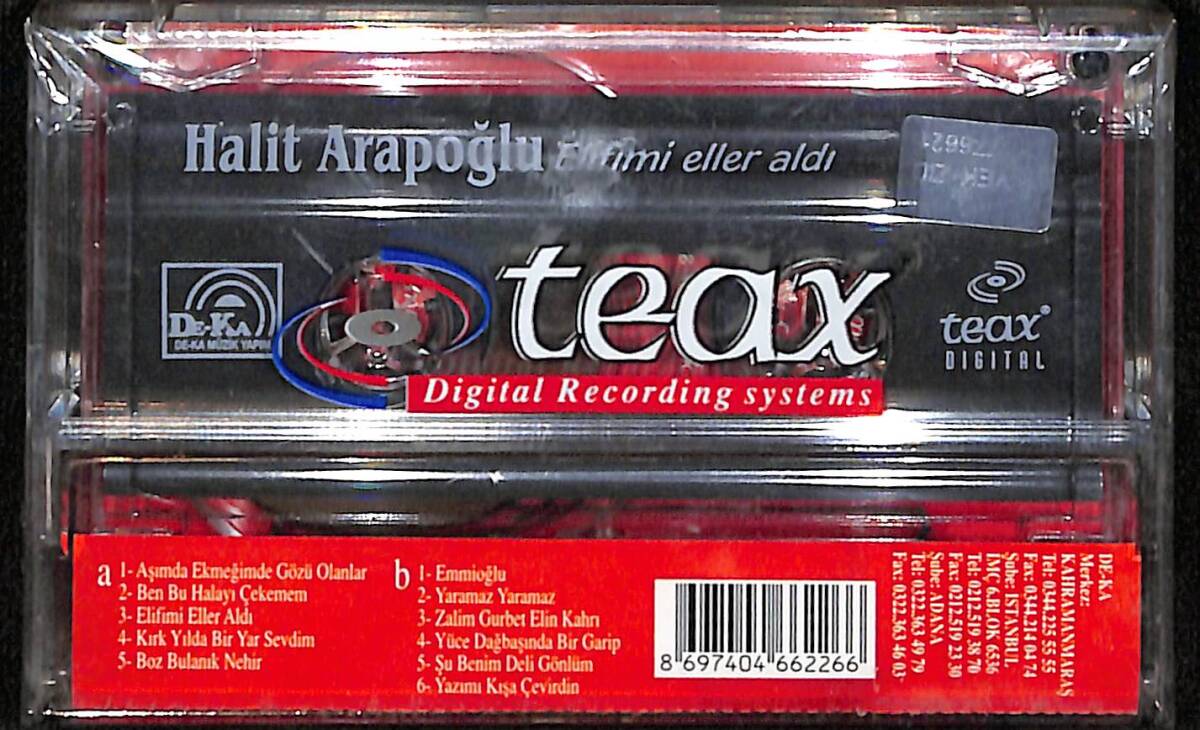 Halit Arapoğlu Elifimi eller aldı
DE-KA
DE-KA MÜZİK YAPIM
teax
Digital Recording systems
teax®
DIGITAL
a 1- Aşımda Ekmeğimde Gözü Olanlar
2- Ben Bu Halayı Çekemem
3- Elifimi Eller Aldı
4- Kırk Yılda Bir Yar Sevdim
5- Boz Bulanık Nehir
b 1- Emmioğlu
2- Yaramaz Yaramaz
3- Zalim Gurbet Elin Kahrı
4- Yüce Dağbaşında Bir Garip
5- Şu Benim Deli Gönlüm
6- Yazımı Kışa Çevirdin
8 697404 662266
DE-KA
Merkez:
KAHRAMANMARAŞ
Tel: 0344.225 55 55
Fax: 0344.214 04 74
Şube: İSTANBUL
İMÇ 6.BLOK 6536
Tel: 0212.519 38 70
Fax: 0212.519 23 30
Şube: ADANA
Tel: 0322.363 49 79
Fax: 0322.363 46 03